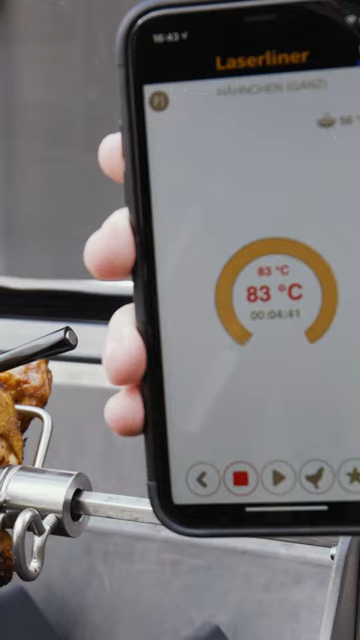 16:43
Laserliner
HÄHNCHEN (GANZ)
83 °C
83 °C
00:04:41